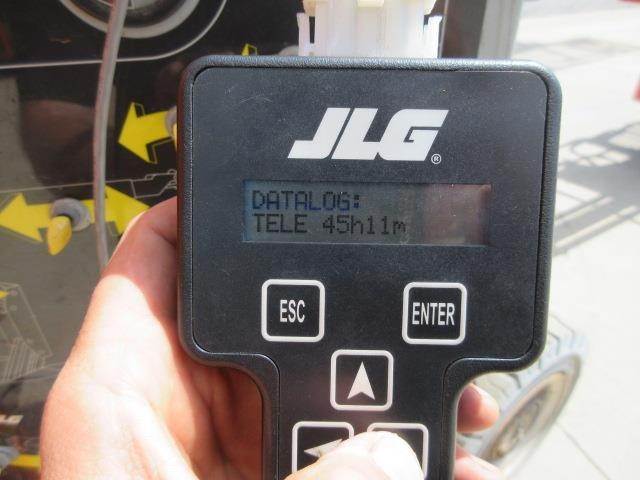 JLG®
DATALOG:
TELE 45h11m
ESC
ENTER